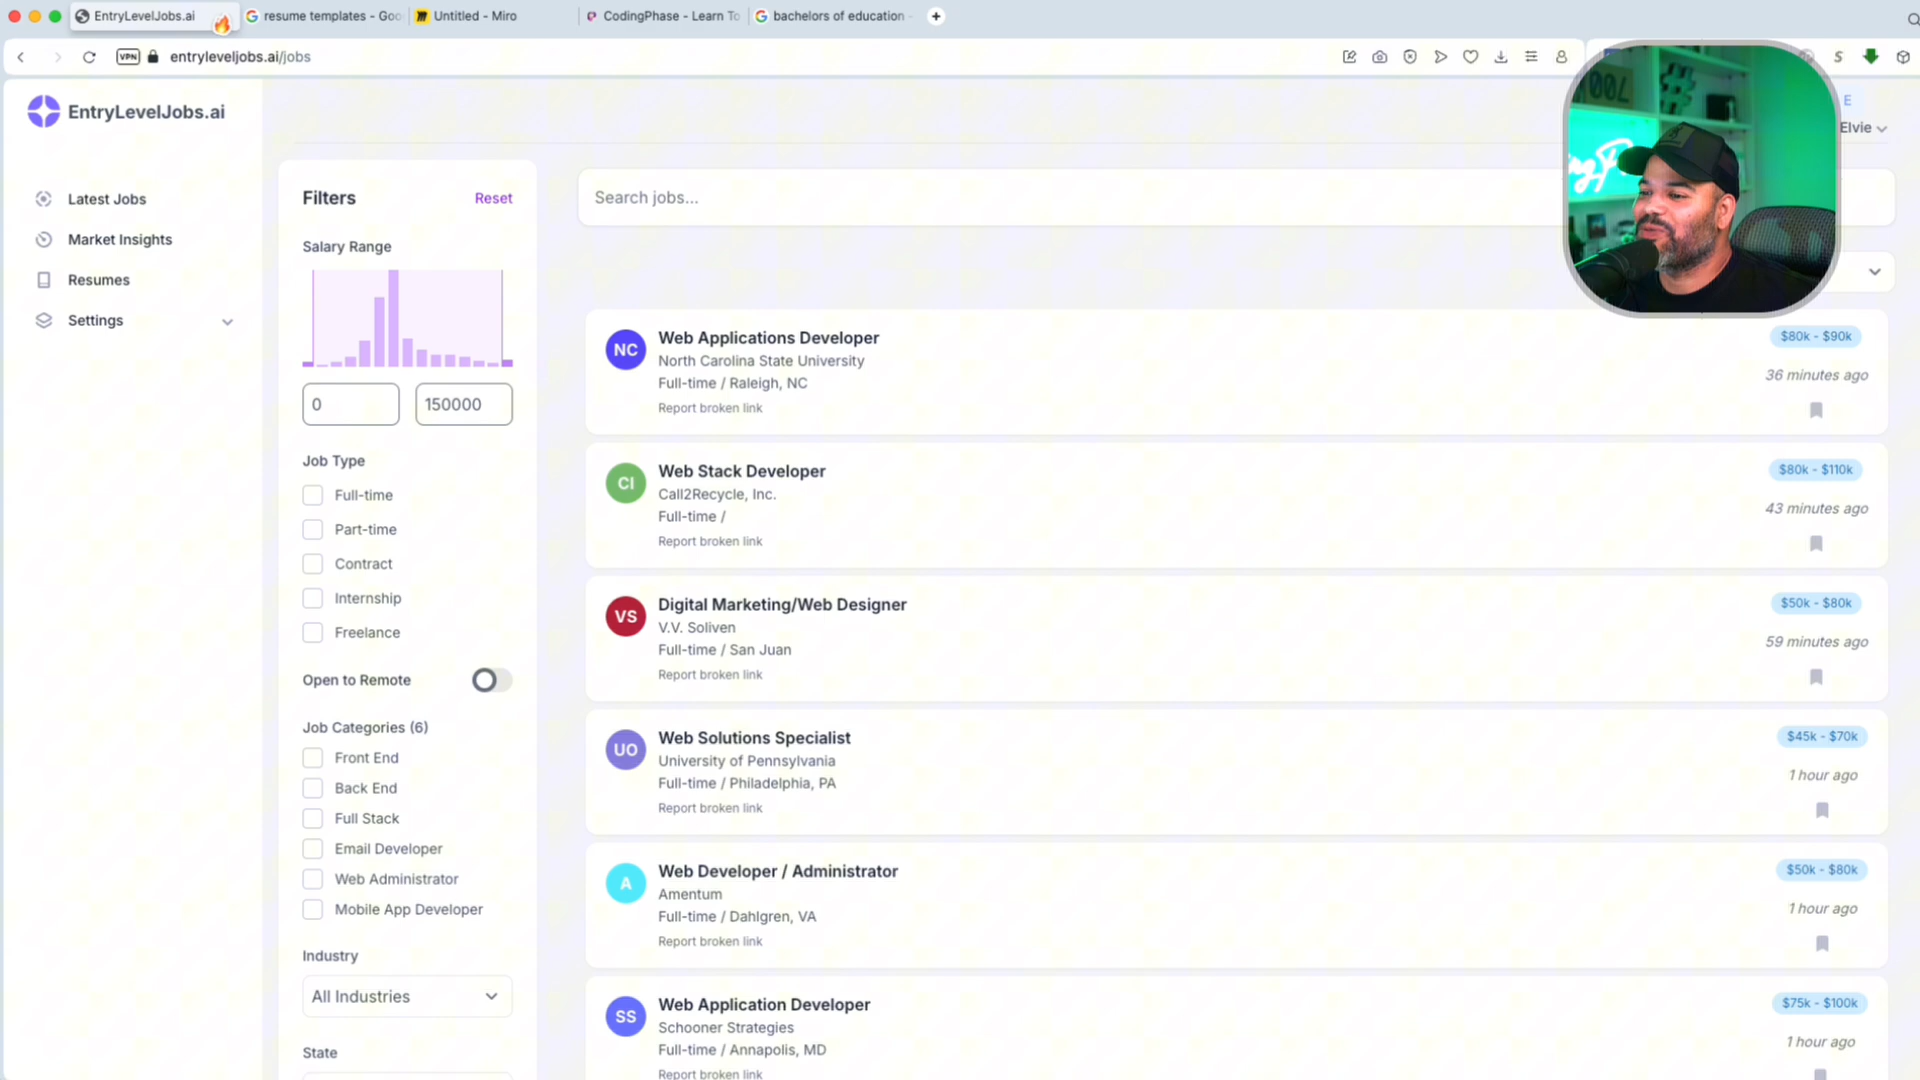 EntryLevelJobs.ai
resume templates - Goo
Untitled - Miro
CodingPhase - Learn To
bachelors of education -
VPN
entryleveljobs.ai/jobs
S
EntryLevelJobs.ai
E
Elvie
Latest Jobs
Market Insights
Resumes
Settings
Filters
Reset
Salary Range
0
150000
Job Type
Full-time
Part-time
Contract
Internship
Freelance
Open to Remote
Job Categories (6)
Front End
Back End
Full Stack
Email Developer
Web Administrator
Mobile App Developer
Industry
All Industries
State
Search jobs...
NC
Web Applications Developer
North Carolina State University
Full-time / Raleigh, NC
Report broken link
$80k - $90k
36 minutes ago
CI
Web Stack Developer
Call2Recycle, Inc.
Full-time /
Report broken link
$80k - $110k
43 minutes ago
VS
Digital Marketing/Web Designer
V.V. Soliven
Full-time / San Juan
Report broken link
$50k - $80k
59 minutes ago
UO
Web Solutions Specialist
University of Pennsylvania
Full-time / Philadelphia, PA
Report broken link
$45k - $70k
1 hour ago
A
Web Developer / Administrator
Amentum
Full-time / Dahlgren, VA
Report broken link
$50k - $80k
1 hour ago
SS
Web Application Developer
Schooner Strategies
Full-time / Annapolis, MD
Report broken link
$75k - $100k
1 hour ago